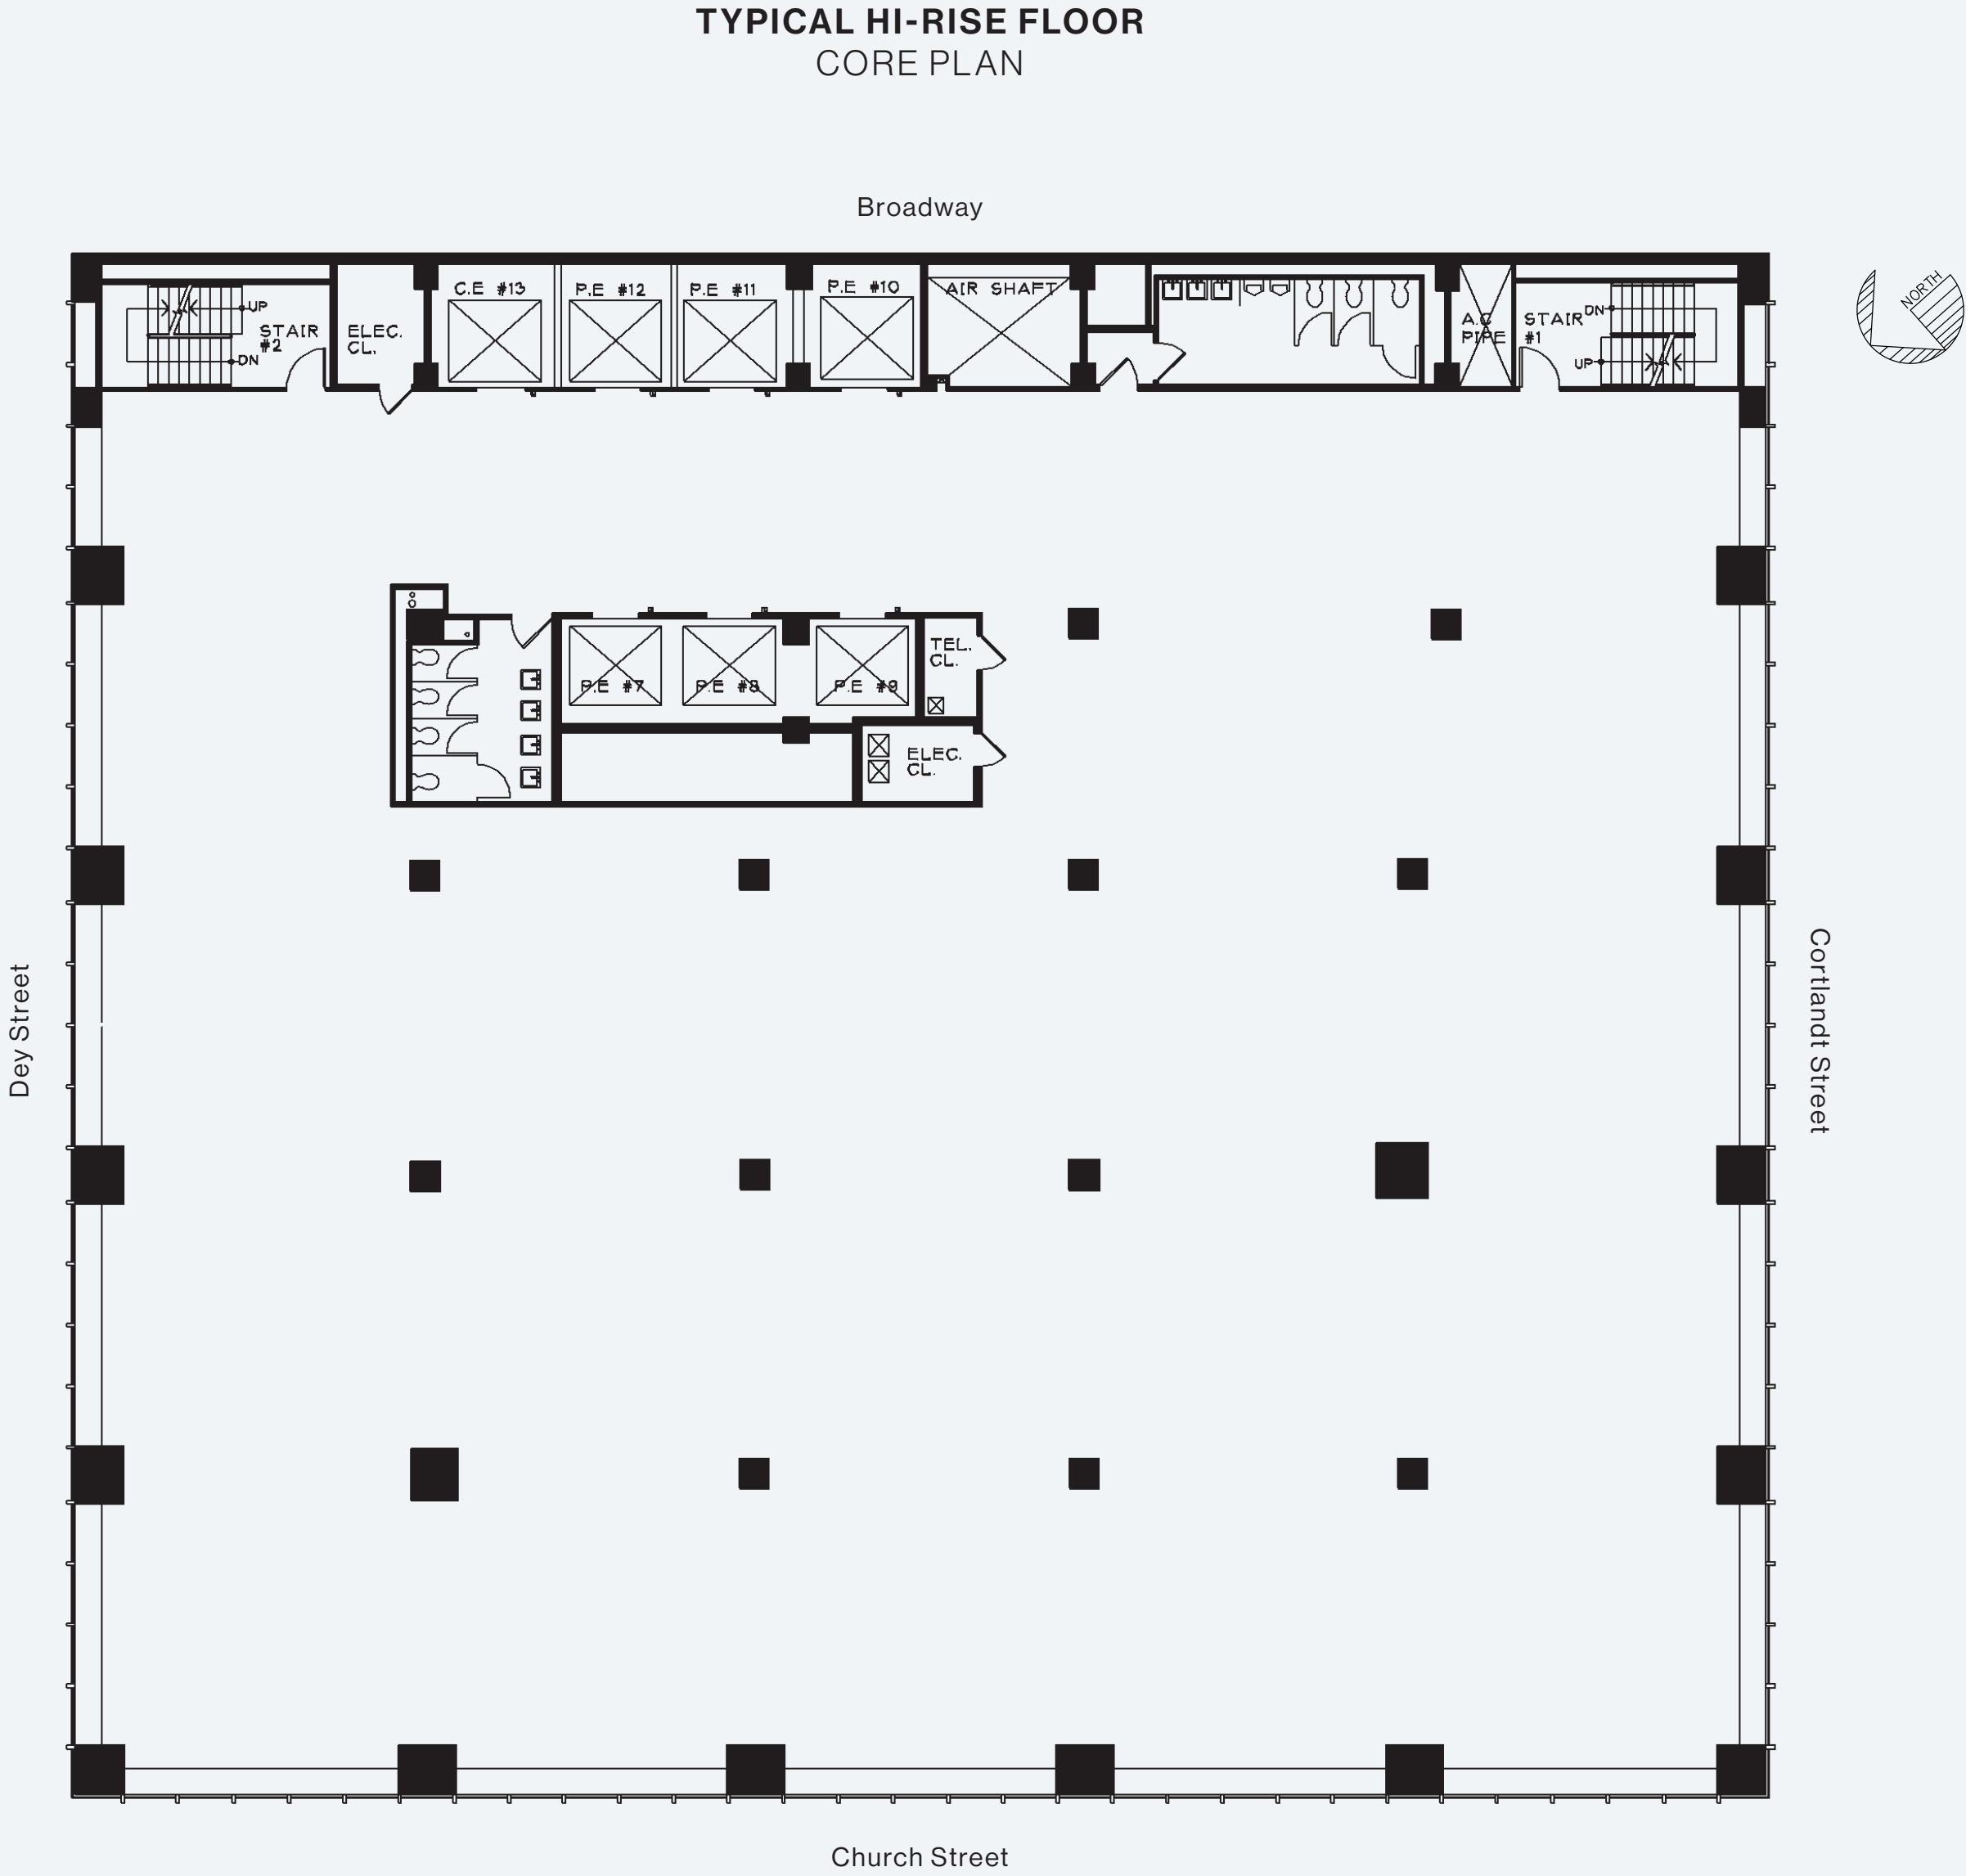 TYPICAL HI-RISE FLOOR
CORE PLAN
Broadway
NORTH
C.E #13
P.E #12
P.E #11
P.E #10
AIR SHAFT
UP
STAIR
#2
DN
ELEC.
CL.
A.C
PIPE
STAIR
#1
DN
UP
TEL.
CL.
P.E #7
P.E #8
P.E #9
ELEC.
CL.
Dey Street
Cortlandt Street
Church Street